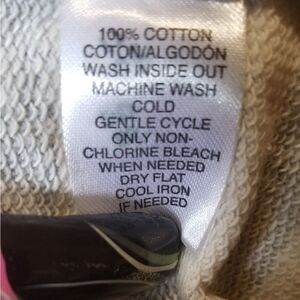 100% COTTON
COTON/ALGODÓN
WASH INSIDE OUT
MACHINE WASH
COLD
GENTLE CYCLE
ONLY NON-
CHLORINE BLEACH
WHEN NEEDED
DRY FLAT
COOL IRON
IF NEEDED